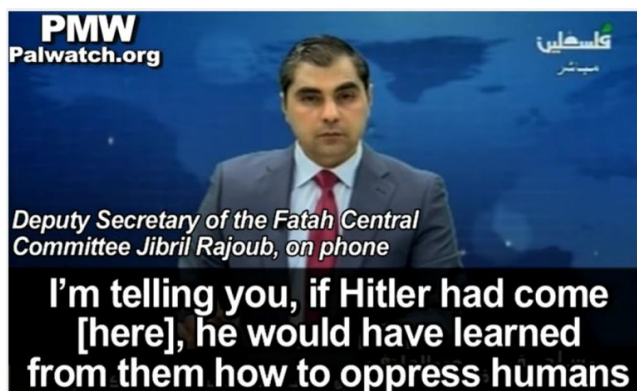 PMW
Palwatch.org
فلسطين
مباشر
Deputy Secretary of the Fatah Central
Committee Jibril Rajoub, on phone
I'm telling you, if Hitler had come
[here], he would have learned
from them how to oppress humans